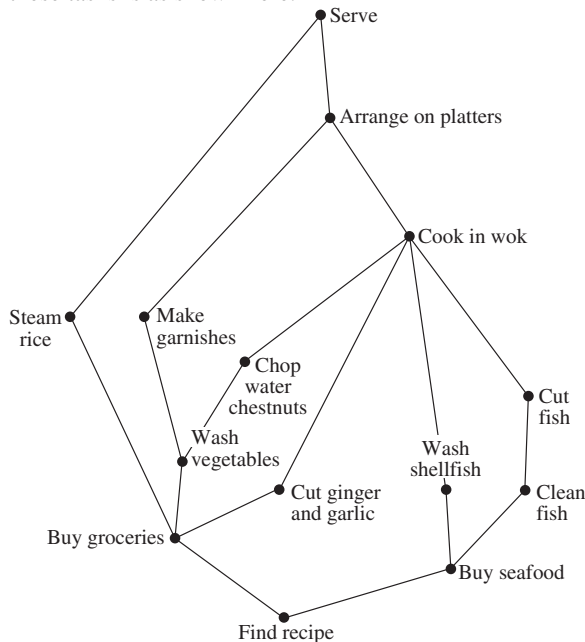 Serve
Arrange on platters
Cook in wok
Steam
rice
Make
garnishes
Chop
water
chestnuts
Cut
fish
Wash
vegetables
Wash
shellfish
Cut ginger
and garlic
Clean
fish
Buy groceries
Buy seafood
Find recipe